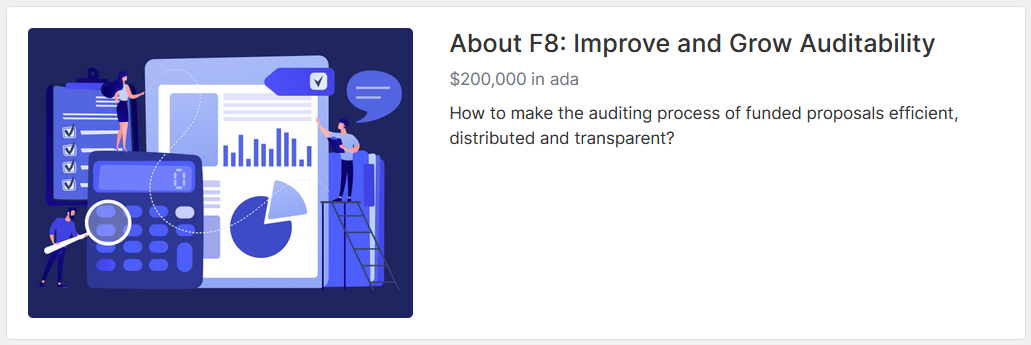 About F8: Improve and Grow Auditability
$200,000 in ada
How to make the auditing process of funded proposals efficient,
distributed and transparent?
0